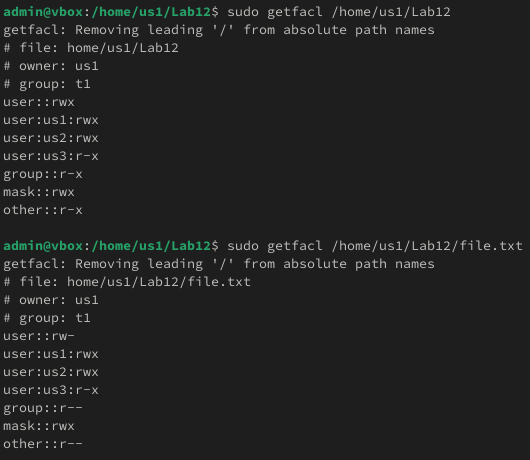 admin@vbox:/home/us1/Lab12$ sudo getfacl /home/us1/Lab12
getfacl: Removing leading '/' from absolute path names
# file: home/us1/Lab12
# owner: us1
# group: t1
user::rwx
user:us1:rwx
user:us2:rwx
user:us3:r-x
group::r-x
mask::rwx
other::r-x

admin@vbox:/home/us1/Lab12$ sudo getfacl /home/us1/Lab12/file.txt
getfacl: Removing leading '/' from absolute path names
# file: home/us1/Lab12/file.txt
# owner: us1
# group: t1
user::rw-
user:us1:rwx
user:us2:rwx
user:us3:r-x
group::r--
mask::rwx
other::r--